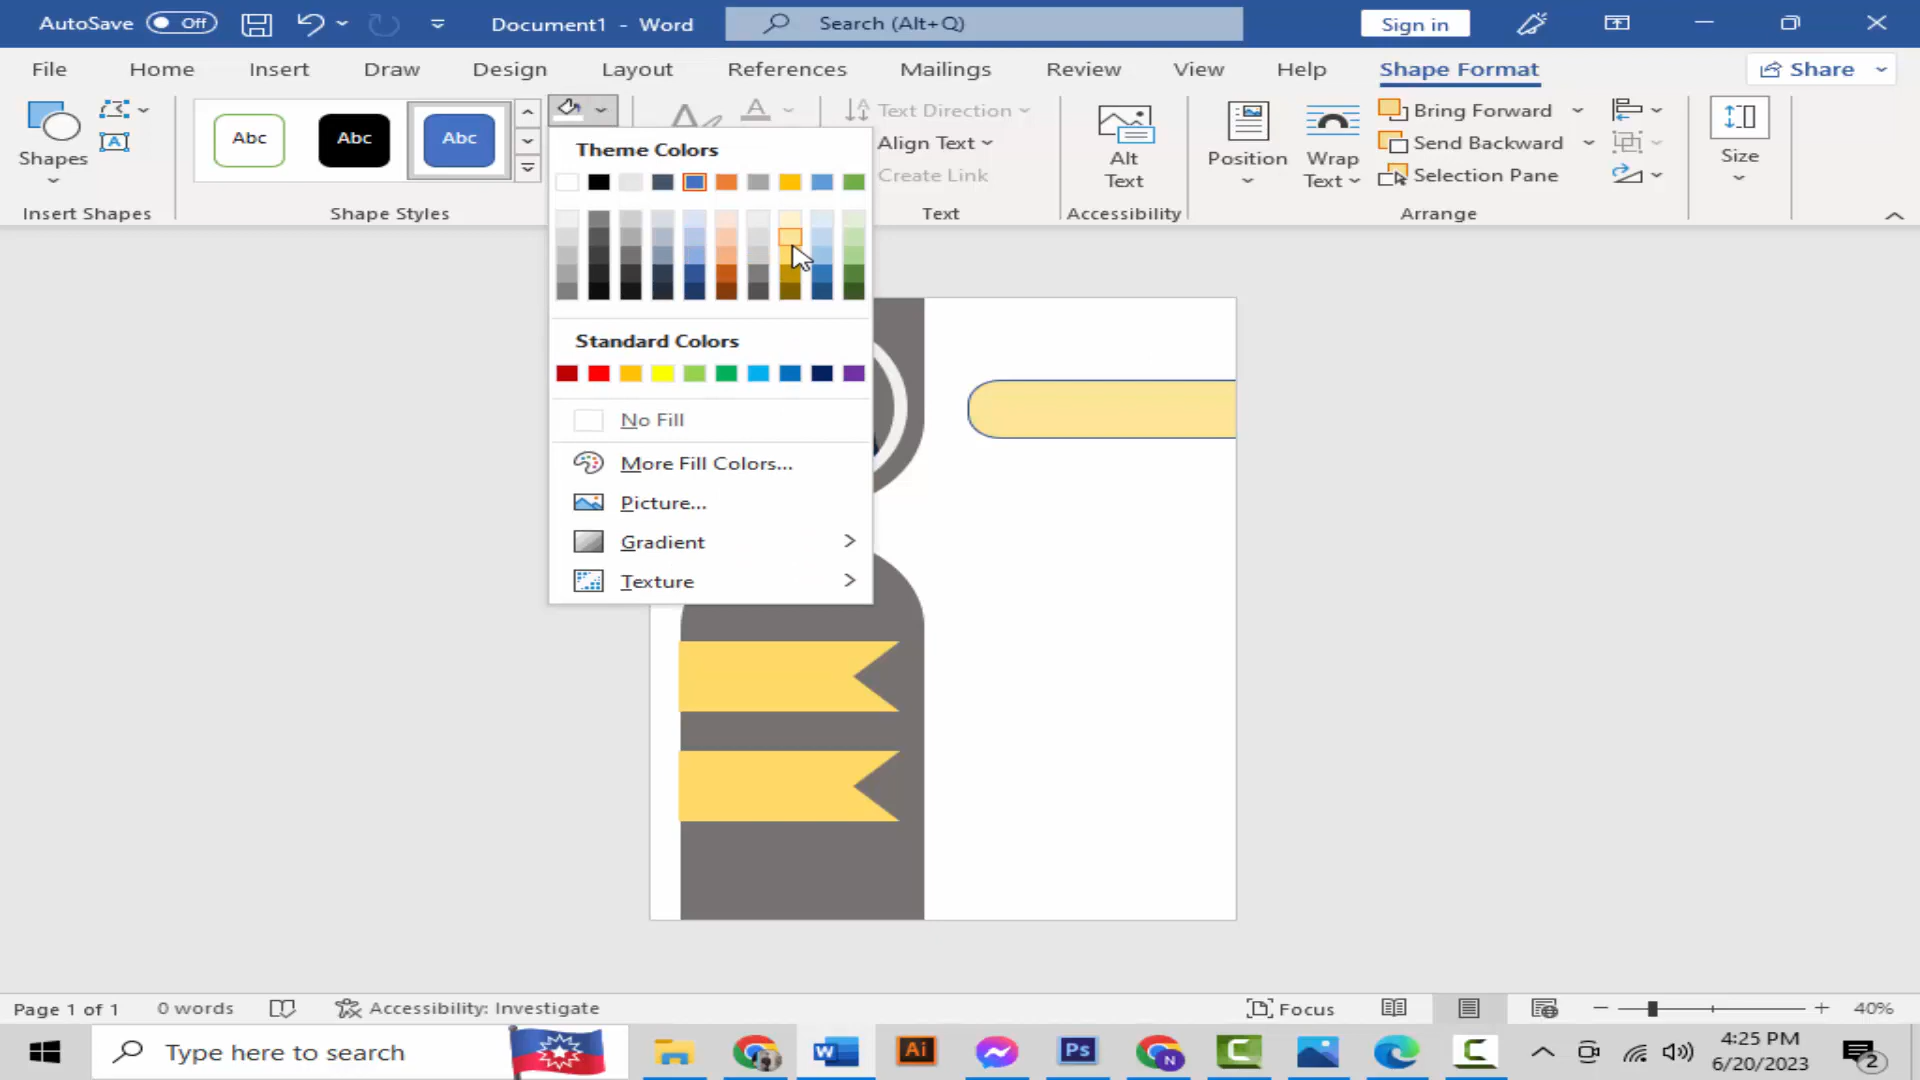 AutoSave Off Document1 - Word Search (Alt+Q) Sign in
File Home Insert Draw Design Layout References Mailings Review View Help Shape Format Share
Shapes
Insert Shapes
Abc Abc Abc
Shape Styles
Text Direction
Align Text
Create Link
Text
Alt
Text
Accessibility
Position
Wrap
Text
Bring Forward
Send Backward
Selection Pane
Arrange
Size
Theme Colors
Standard Colors
No Fill
More Fill Colors...
Picture...
Gradient
Texture
Page 1 of 1 0 words Accessibility: Investigate Focus 40%
Type here to search
Ai
Ps
N
4:25 PM
6/20/2023
2